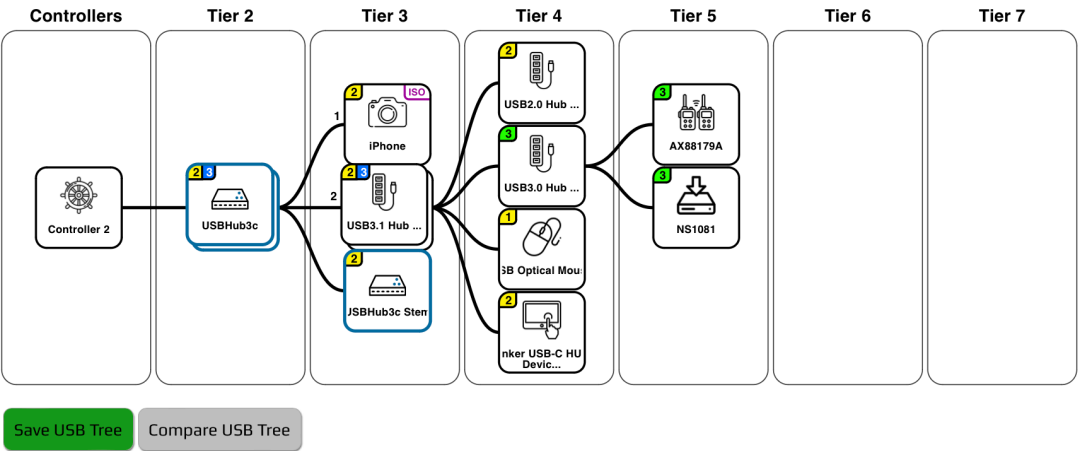 Controllers
Tier 2
Tier 3
Tier 4
Tier 5
Tier 6
Tier 7
Controller 2
2 3
USBHub3c
1
2 ISO
iPhone
2
2 3
USB3.1 Hub ...
2
USBHub3c Stem
2
USB2.0 Hub ...
3
USB3.0 Hub ...
1
SB Optical Mou
2
nker USB-C HU
Devic...
3
AX88179A
3
NS1081
Save USB Tree
Compare USB Tree